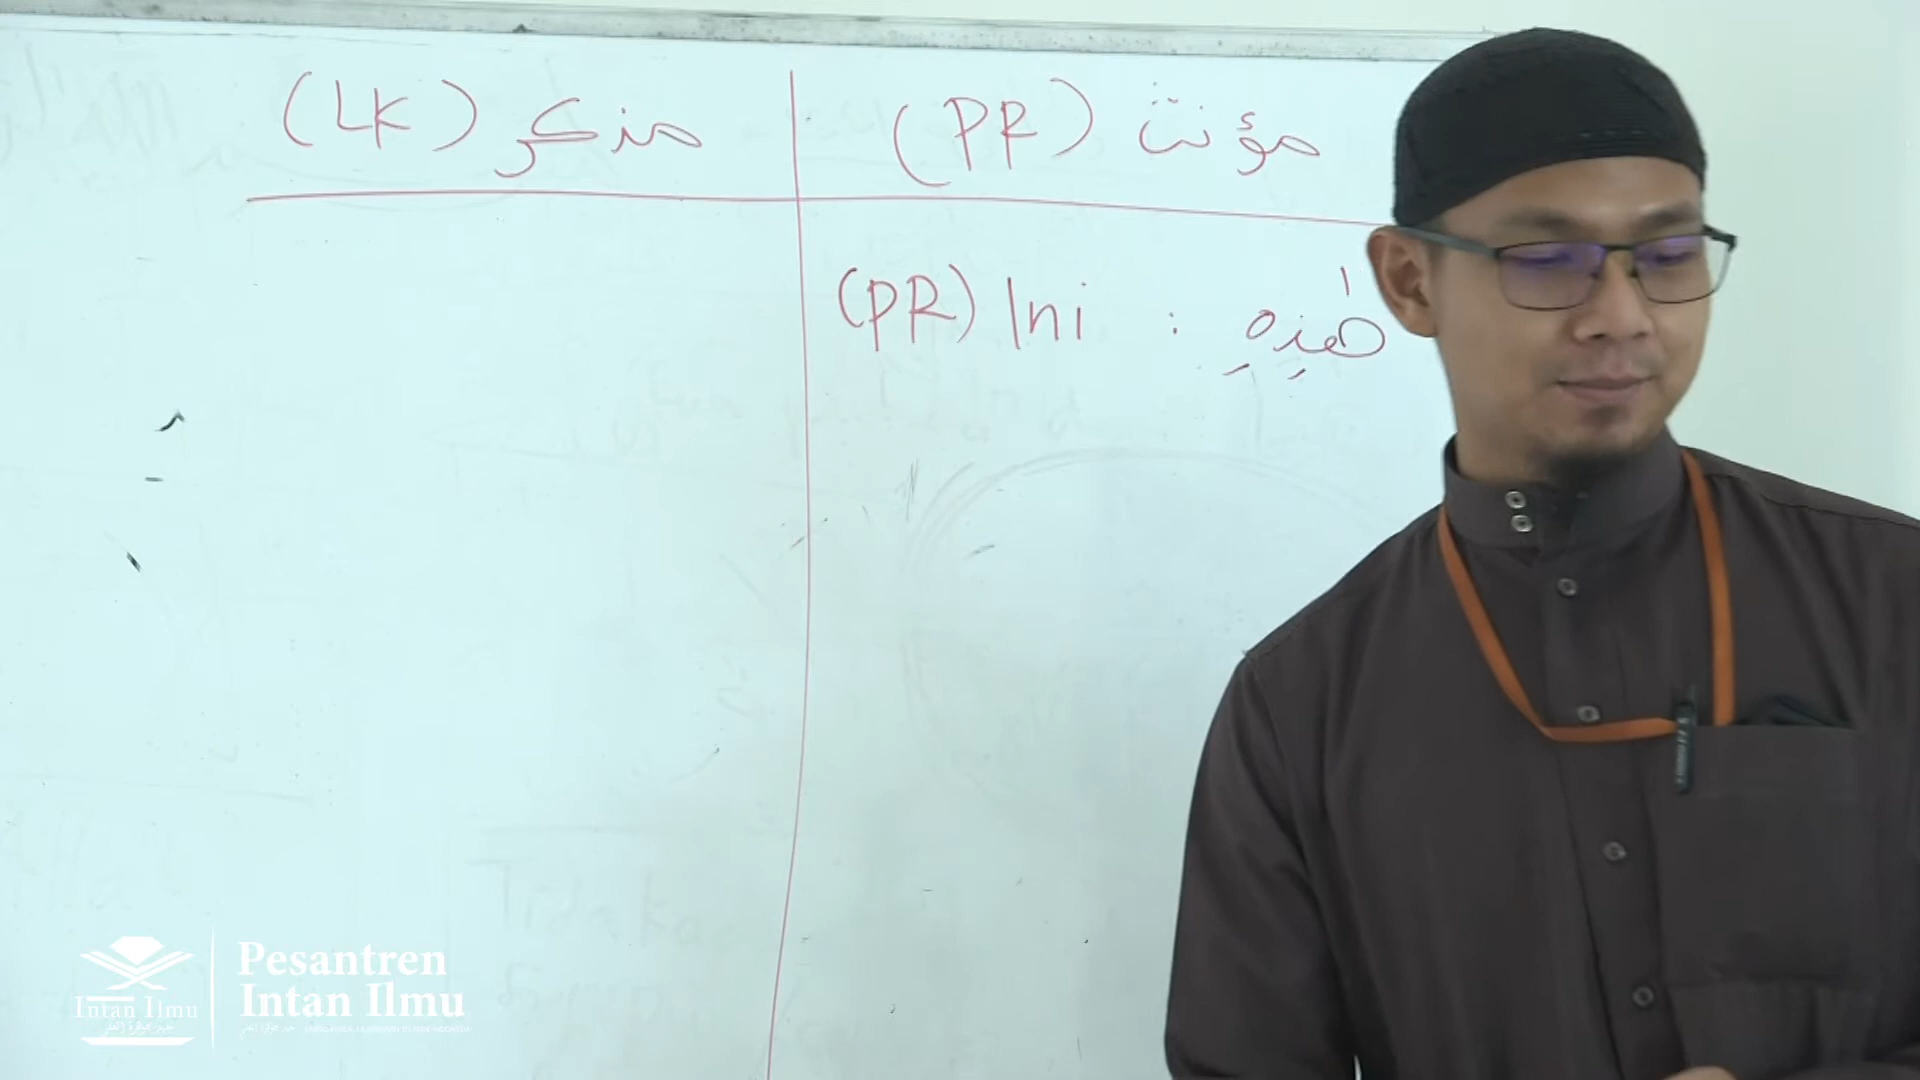 مؤنث (PR)
مذكر (LK)
هٰذِهِ : Ini (PR)
Pesantren
Intan Ilmu
Intan Ilmu